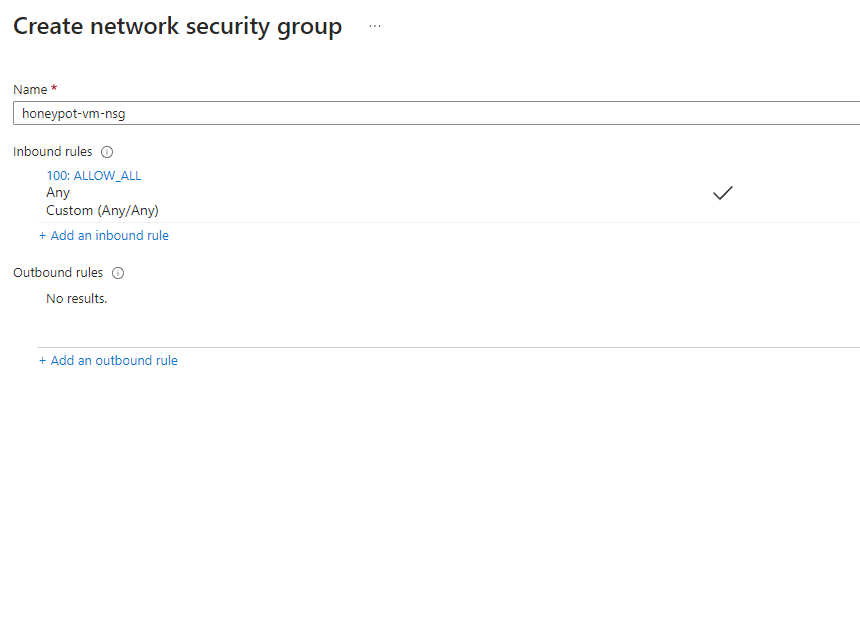 Create network security group ...
Name *
honeypot-vm-nsg
Inbound rules
100: ALLOW_ALL
Any
Custom (Any/Any)
+ Add an inbound rule
Outbound rules
No results.
+ Add an outbound rule